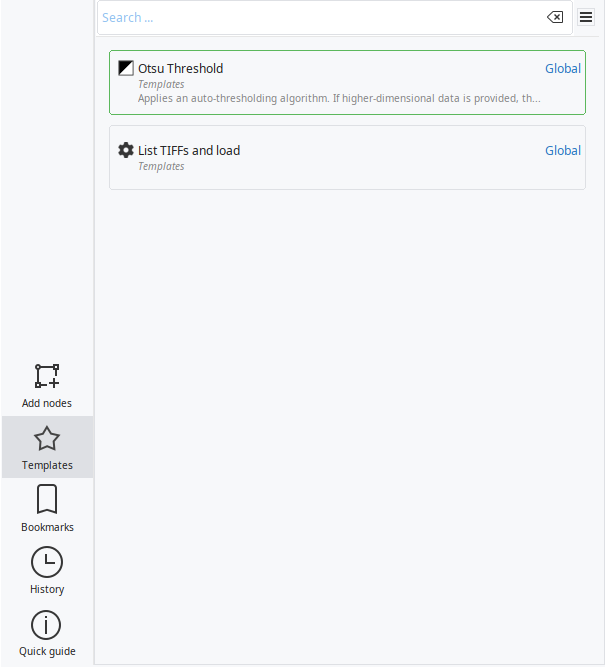 Search ...
Otsu Threshold
Global
Templates
Applies an auto-thresholding algorithm. If higher-dimensional data is provided, th...
List TIFFs and load
Global
Templates
Add nodes
Templates
Bookmarks
History
Quick guide